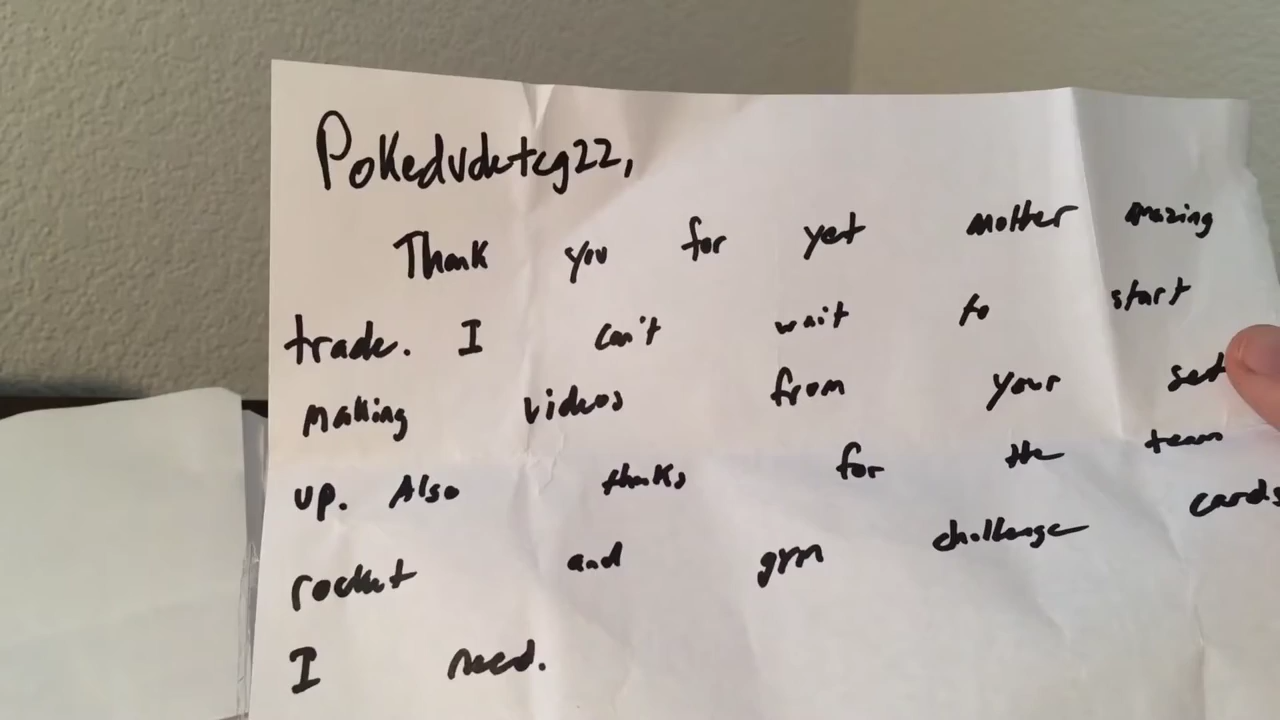 Pokedvdetcg22,
Thank you for yet another amazing
trade. I can't wait to start
making videos from your set
up. Also thanks for the team
rocket and gym challenge cards
I need.